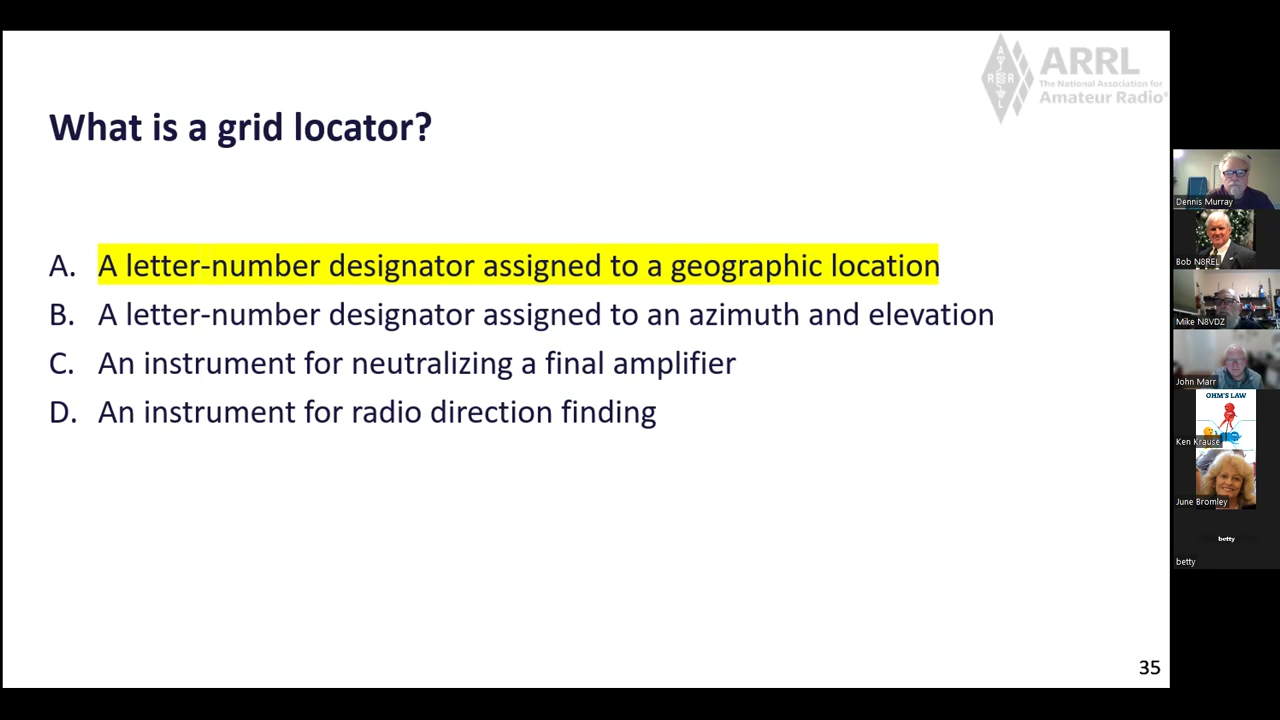 ARRL
The National Association for
Amateur Radio®
What is a grid locator?
A. A letter-number designator assigned to a geographic location
B. A letter-number designator assigned to an azimuth and elevation
C. An instrument for neutralizing a final amplifier
D. An instrument for radio direction finding
35
Dennis Murray
Bob N8REL
Mike N8VDZ
John Marr
OHM'S LAW
Ken Krause
June Bromley
betty
betty